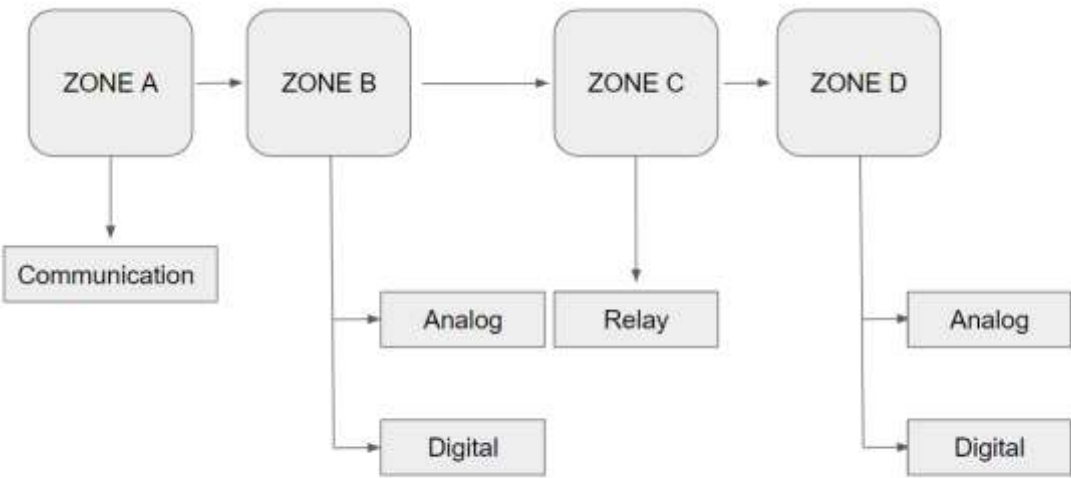 ZONE A
ZONE B
ZONE C
ZONE D
Communication
Analog
Relay
Analog
Digital
Digital